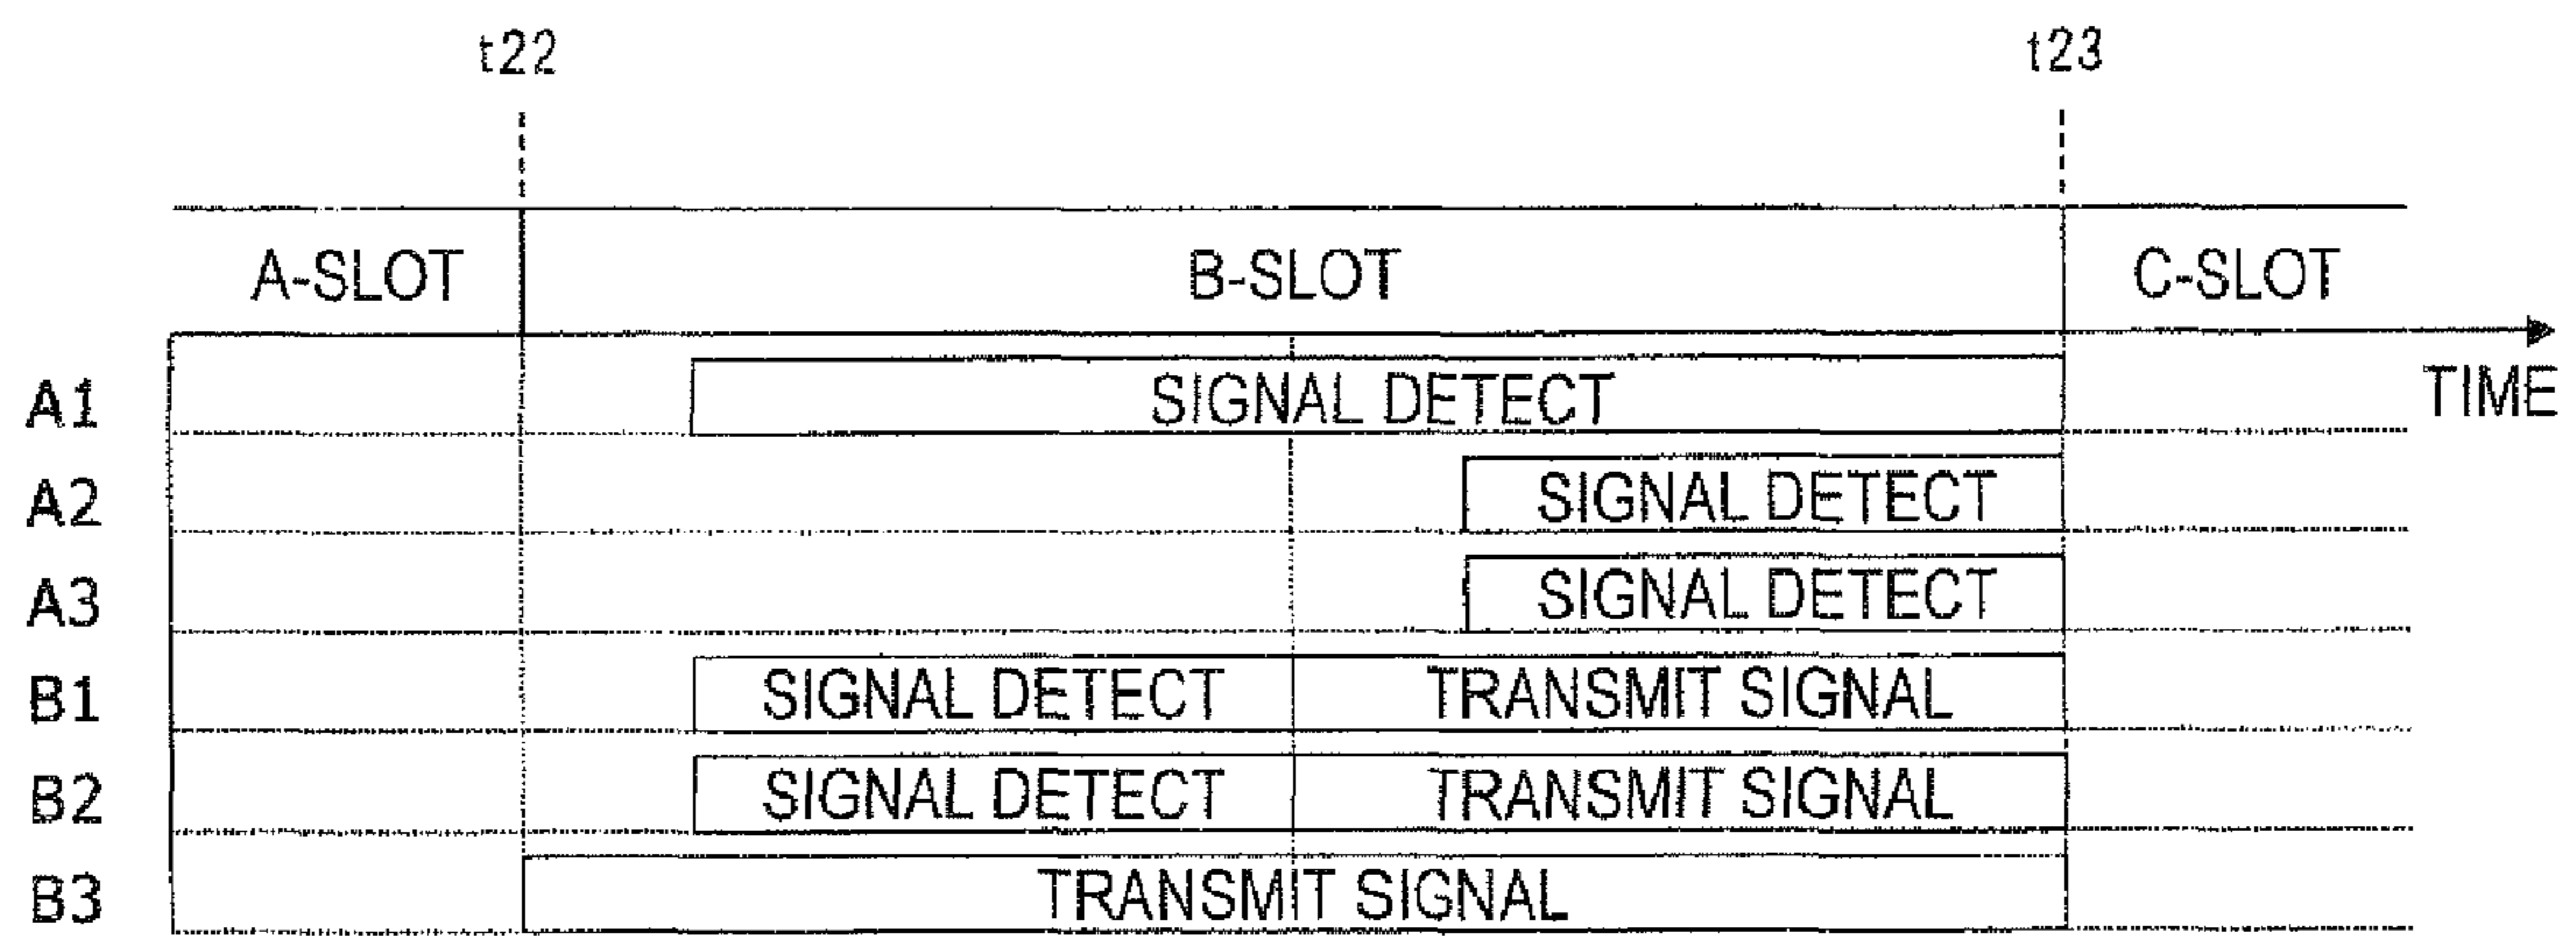 t22 t23
A-SLOT B-SLOT C-SLOT
TIME
A1 SIGNAL DETECT
A2 SIGNAL DETECT
A3 SIGNAL DETECT
B1 SIGNAL DETECT TRANSMIT SIGNAL
B2 SIGNAL DETECT TRANSMIT SIGNAL
B3 TRANSMIT SIGNAL